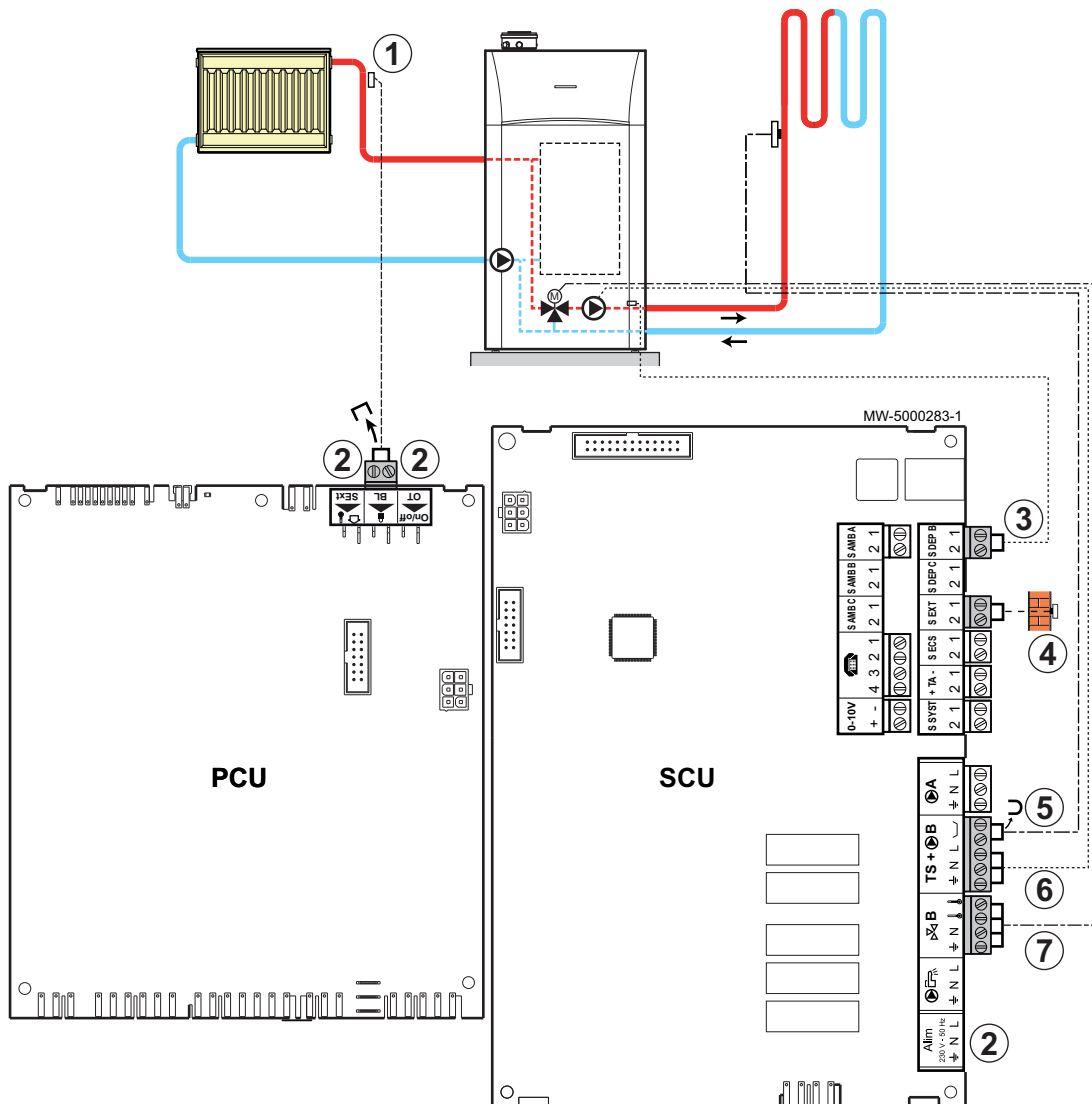 1
M
MW-5000283-1
2
2
SExt
BL
On/off
OT
PCU
SCU
S AMB A
2 1
S AMB B
2 1
S AMB C
2 1
4 3 2 1
0-10V
+ -
S DEP B
2 1
S DEP C
2 1
S EXT
2 1
S ECS
2 1
+ TA -
2 1
S SYST
2 1
3
4
A
N L
TS + B
N L
B
N
N L
Alim
230 V - 50 Hz
N L
5
6
7
2